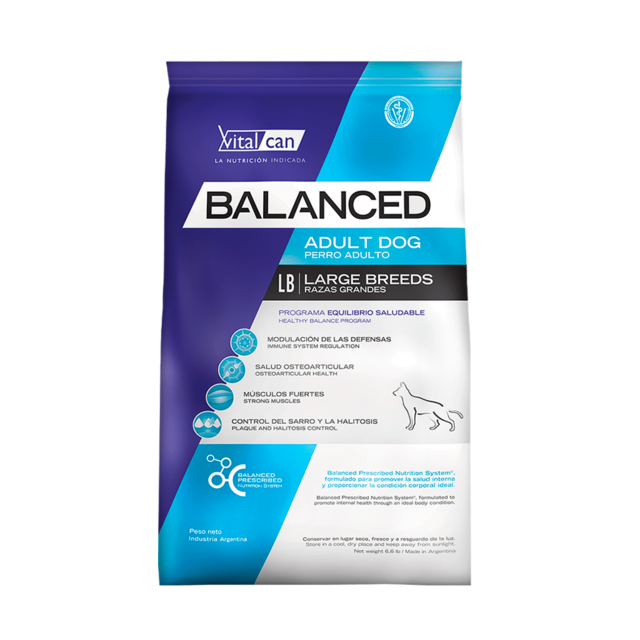 Vital can
LA NUTRICIÓN INDICADA
BALANCED
ADULT DOG
PERRO ADULTO
LB | LARGE BREEDS
RAZAS GRANDES
PROGRAMA EQUILIBRIO SALUDABLE
HEALTHY BALANCE PROGRAM
MODULACIÓN DE LAS DEFENSAS
IMMUNE SYSTEM REGULATION
SALUD OSTEOARTICULAR
OSTEOARTICULAR HEALTH
MÚSCULOS FUERTES
STRONG MUSCLES
CONTROL DEL SARRO Y LA HALITOSIS
PLAQUE AND HALITOSIS CONTROL
BALANCED
PRESCRIBED
NUTRITION SYSTEM
Balanced Prescribed Nutrition System®,
formulado para promover la salud interna
y proporcionar la condición corporal ideal.
Balanced Prescribed Nutrition System®, formulated to
promote internal health through an ideal body condition.
Peso neto
Industria Argentina
Conservar en lugar seco, fresco y a resguardo de la luz.
Store in a cool, dry place and keep away from sunlight.
Net weight 6,6 lb / Made in Argentina